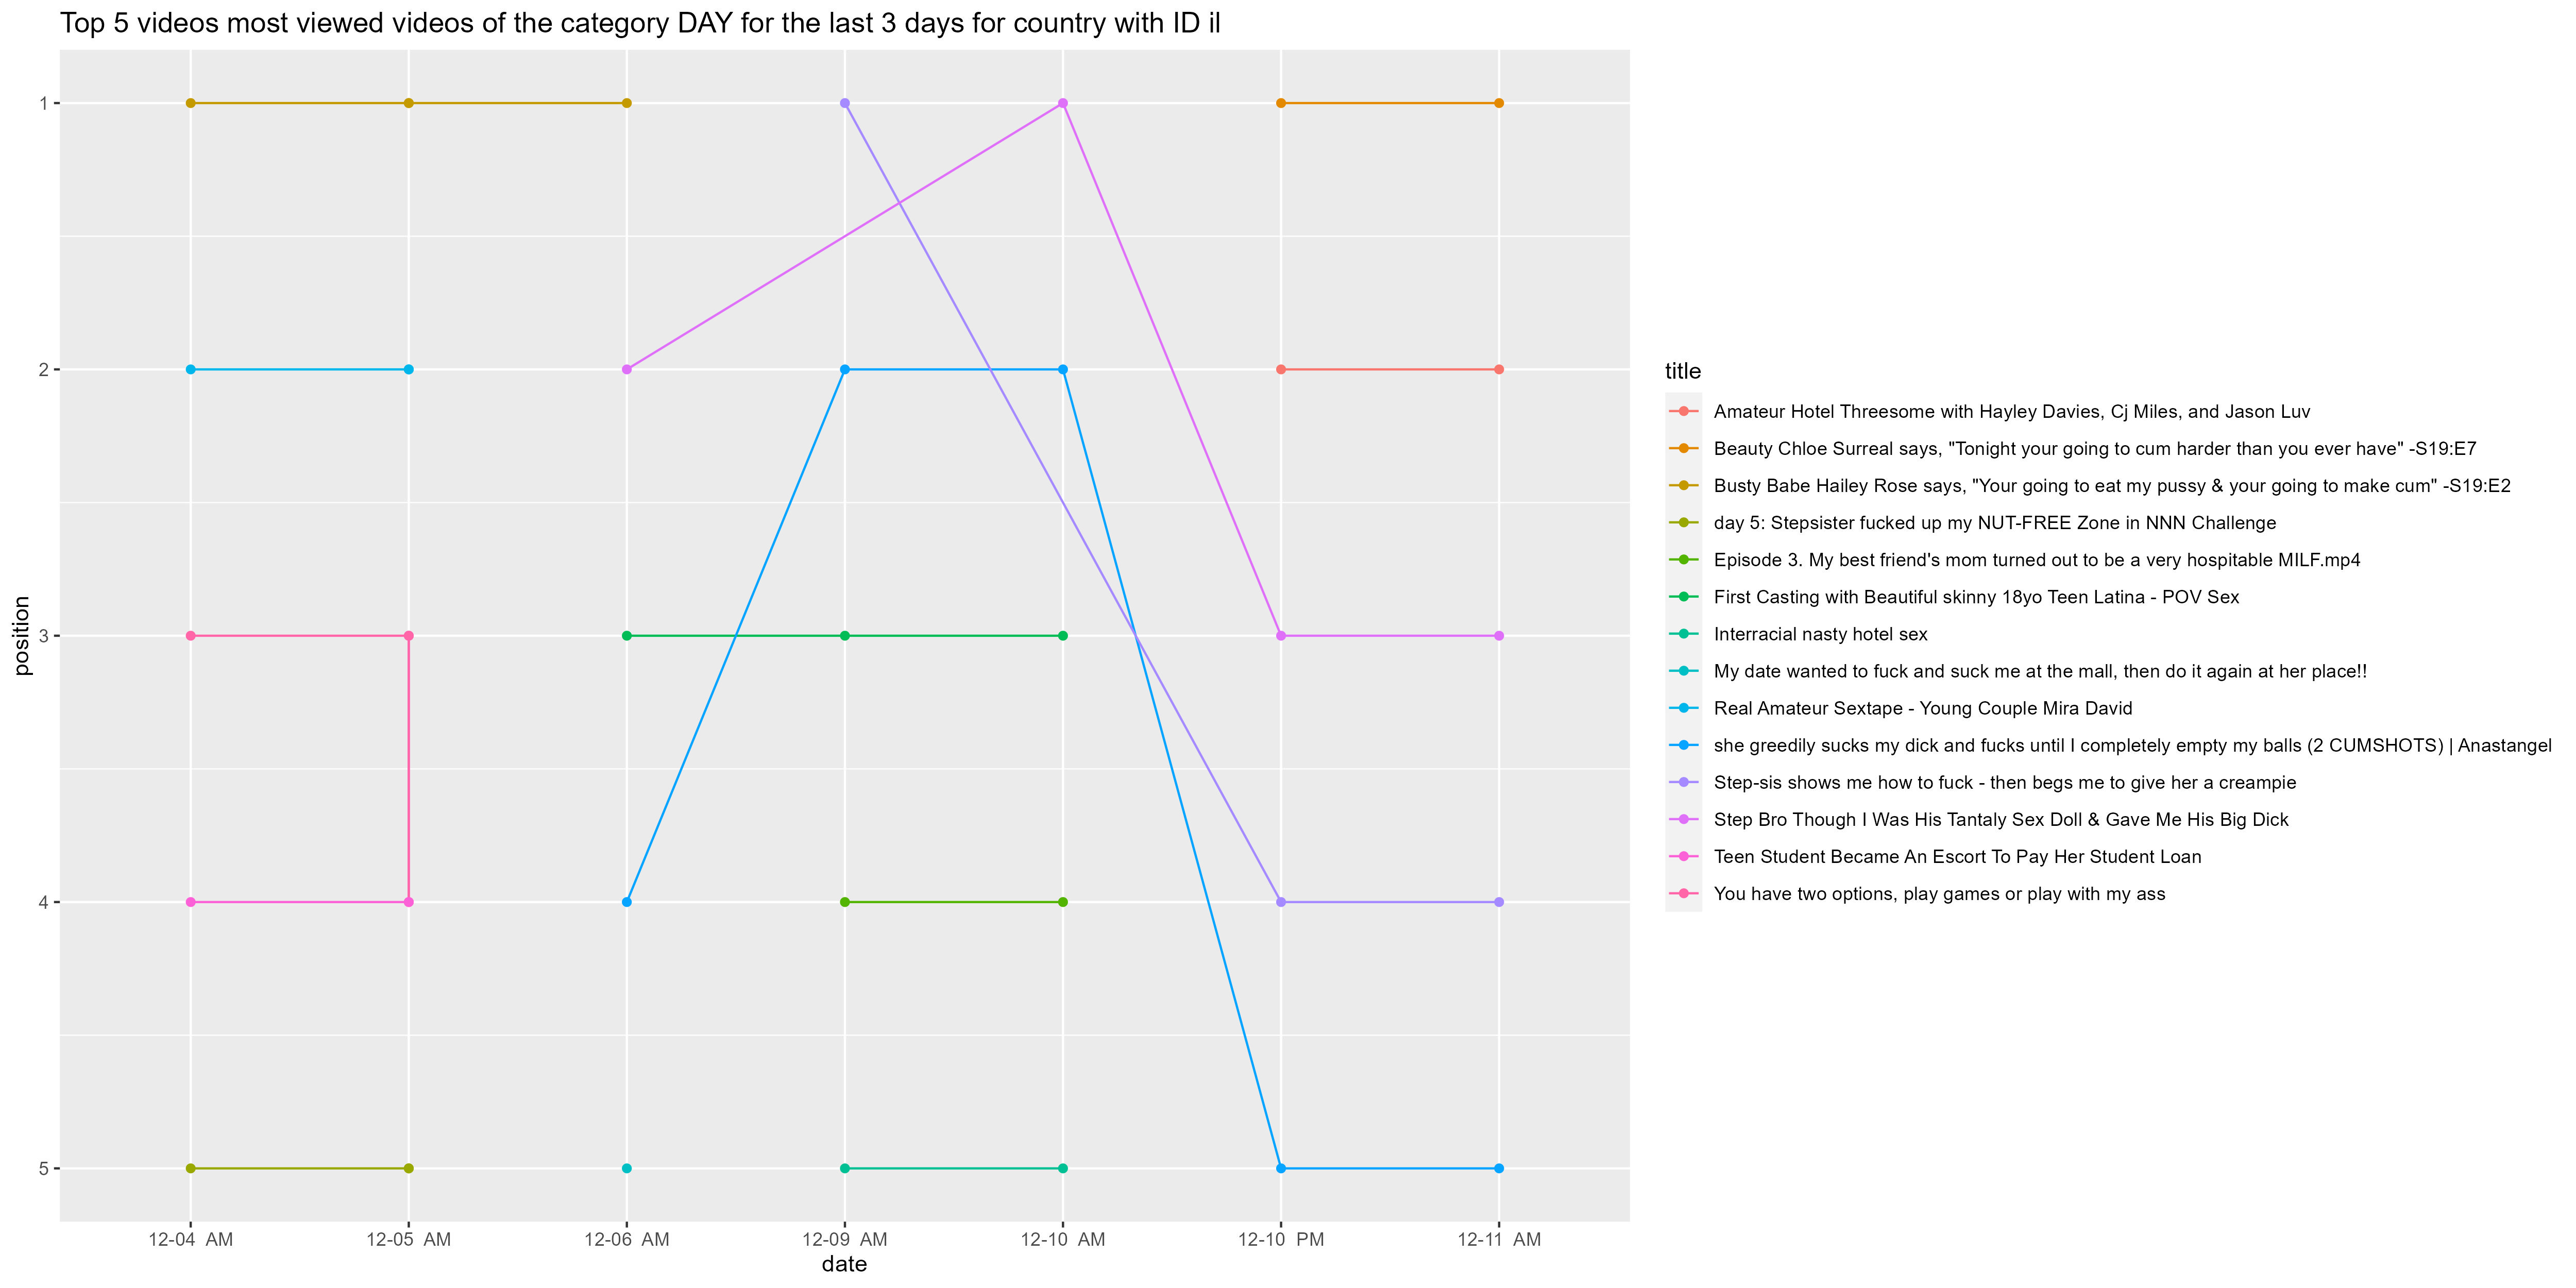 Top 5 videos most viewed videos of the category DAY for the last 3 days for country with ID il
position
1
2
3
4
5
12-04 AM
12-05 AM
12-06 AM
12-09 AM
12-10 AM
12-10 PM
12-11 AM
date
title
Amateur Hotel Threesome with Hayley Davies, Cj Miles, and Jason Luv
Beauty Chloe Surreal says, "Tonight your going to cum harder than you ever have" -S19:E7
Busty Babe Hailey Rose says, "Your going to eat my pussy & your going to make cum" -S19:E2
day 5: Stepsister fucked up my NUT-FREE Zone in NNN Challenge
Episode 3. My best friend's mom turned out to be a very hospitable MILF.mp4
First Casting with Beautiful skinny 18yo Teen Latina - POV Sex
Interracial nasty hotel sex
My date wanted to fuck and suck me at the mall, then do it again at her place!!
Real Amateur Sextape - Young Couple Mira David
she greedily sucks my dick and fucks until I completely empty my balls (2 CUMSHOTS) | Anastangel
Step-sis shows me how to fuck - then begs me to give her a creampie
Step Bro Though I Was His Tantaly Sex Doll & Gave Me His Big Dick
Teen Student Became An Escort To Pay Her Student Loan
You have two options, play games or play with my ass